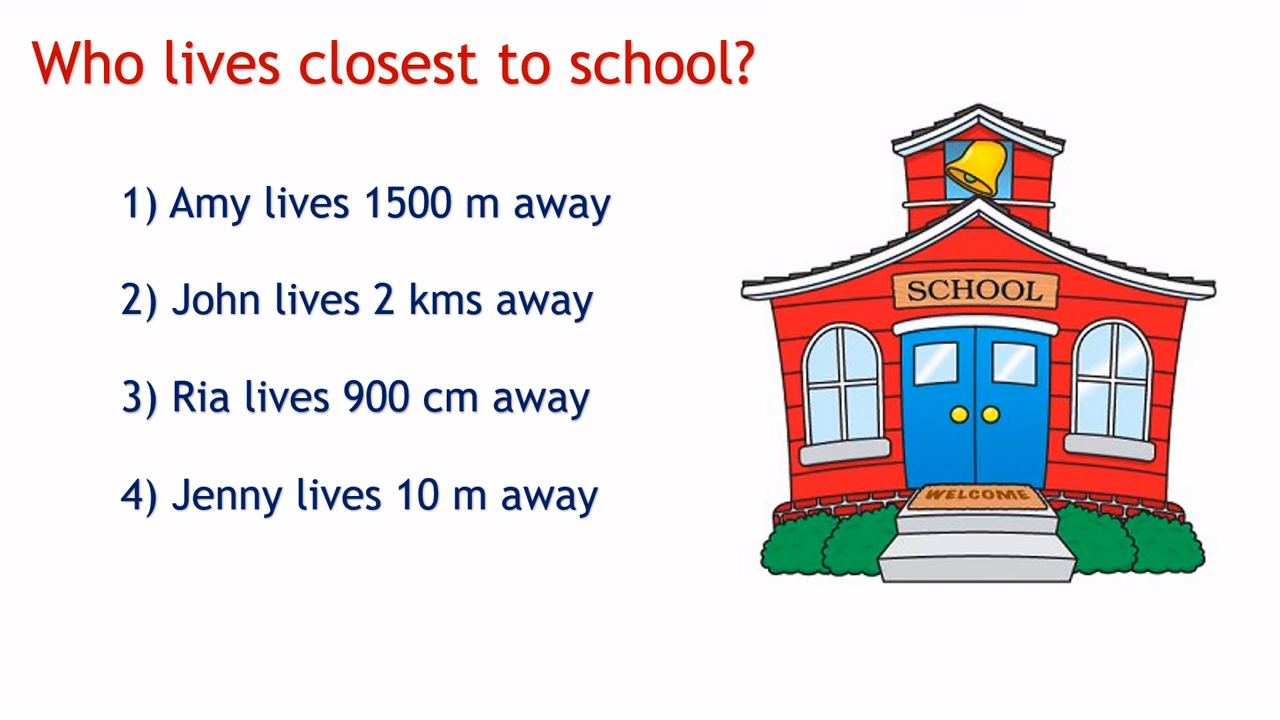 Who lives closest to school?
1) Amy lives 1500 m away
2) John lives 2 kms away
3) Ria lives 900 cm away
4) Jenny lives 10 m away
SCHOOL
WELCOME